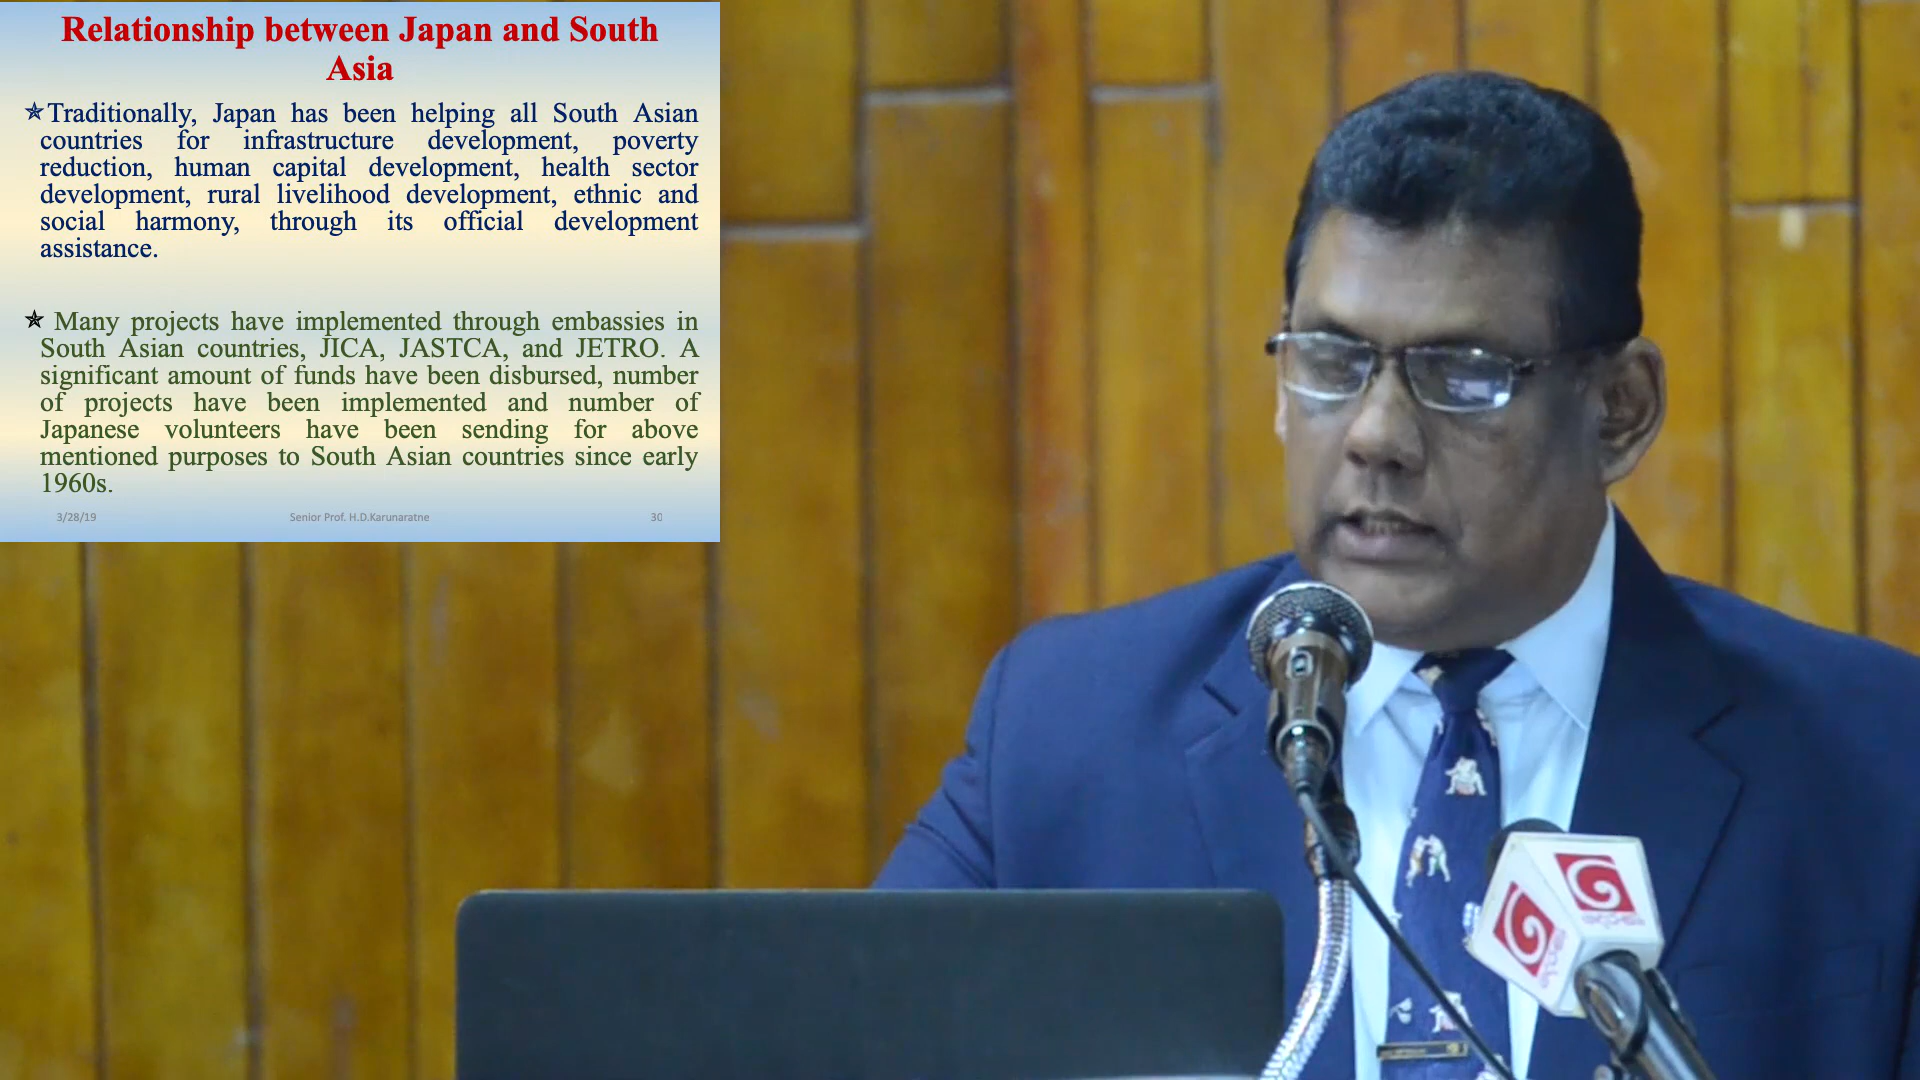 Relationship between Japan and South
Asia
✯Traditionally, Japan has been helping all South Asian
countries for infrastructure development, poverty
reduction, human capital development, health sector
development, rural livelihood development, ethnic and
social harmony, through its official development
assistance.
✯ Many projects have implemented through embassies in
South Asian countries, JICA, JASTCA, and JETRO. A
significant amount of funds have been disbursed, number
of projects have been implemented and number of
Japanese volunteers have been sending for above
mentioned purposes to South Asian countries since early
1960s.
3/28/19 Senior Prof. H.D.Karunaratne 30